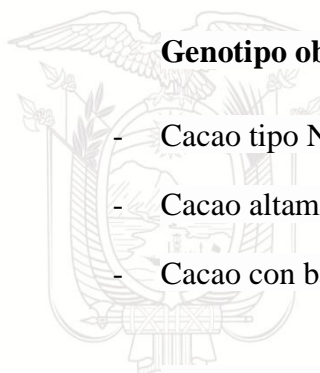 Genotipo ob
- Cacao tipo N
- Cacao altam
- Cacao con b